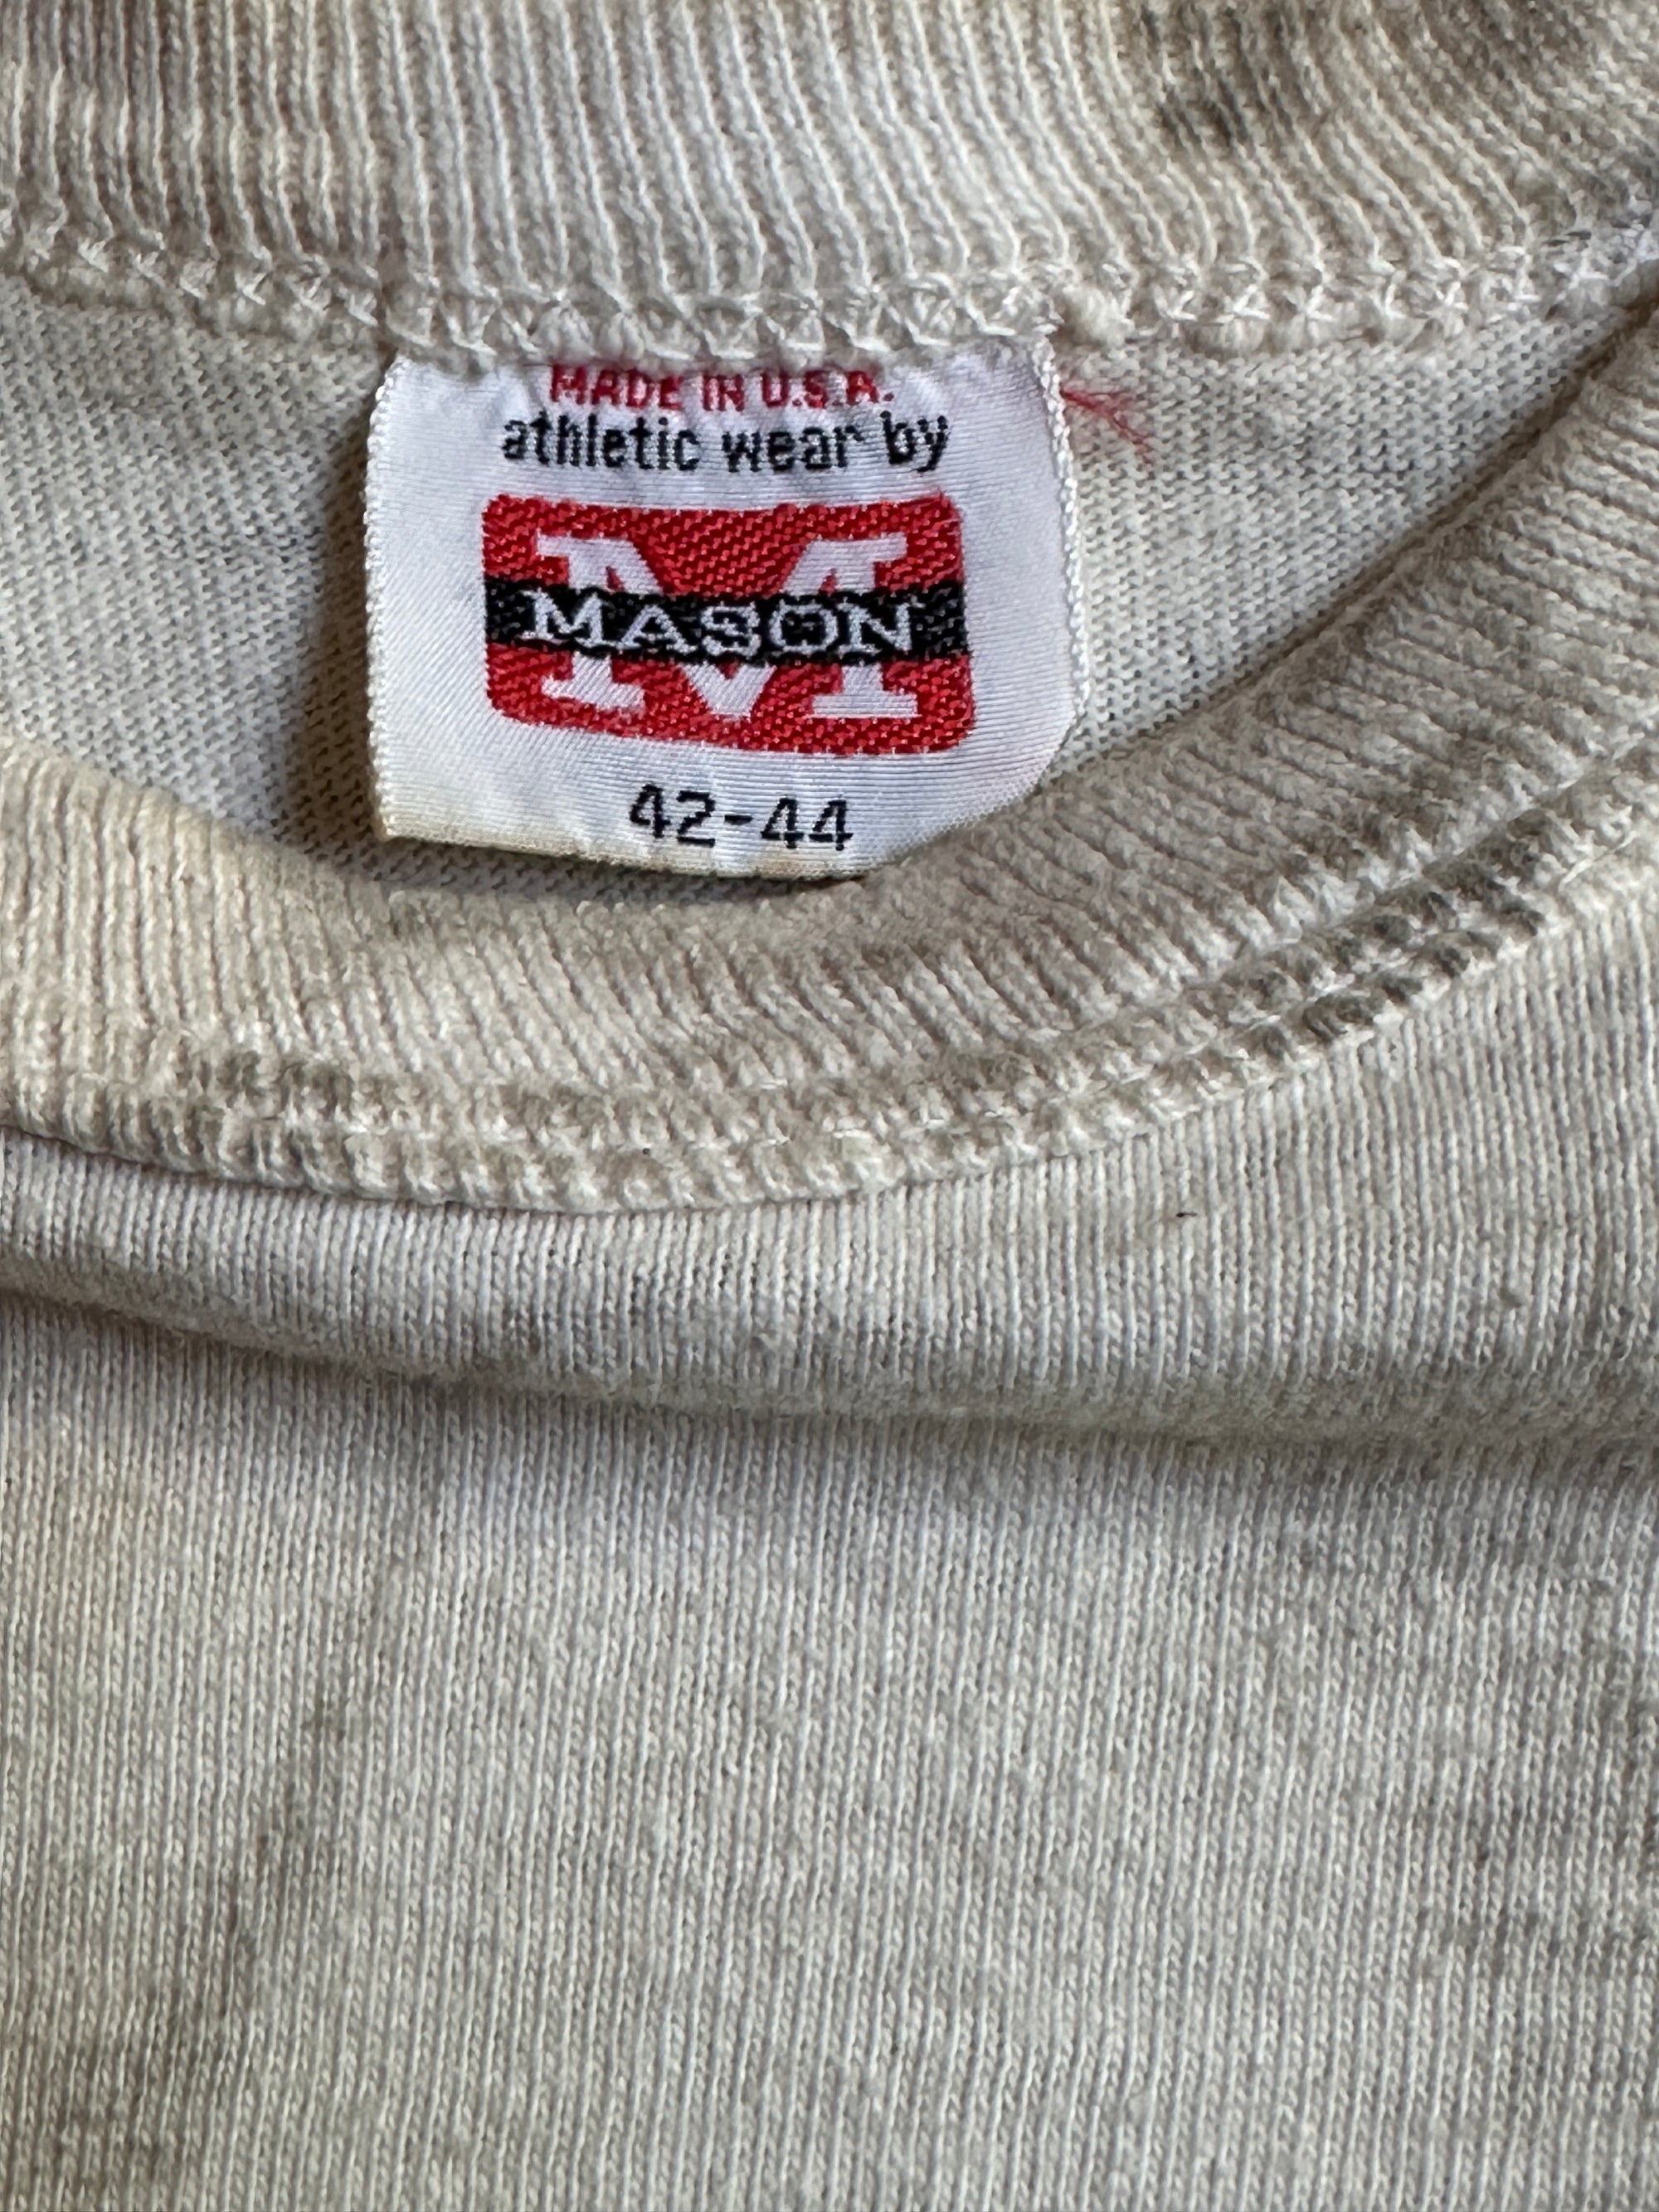 MADE IN U.S.A.
athletic wear by
M
MASON
42-44